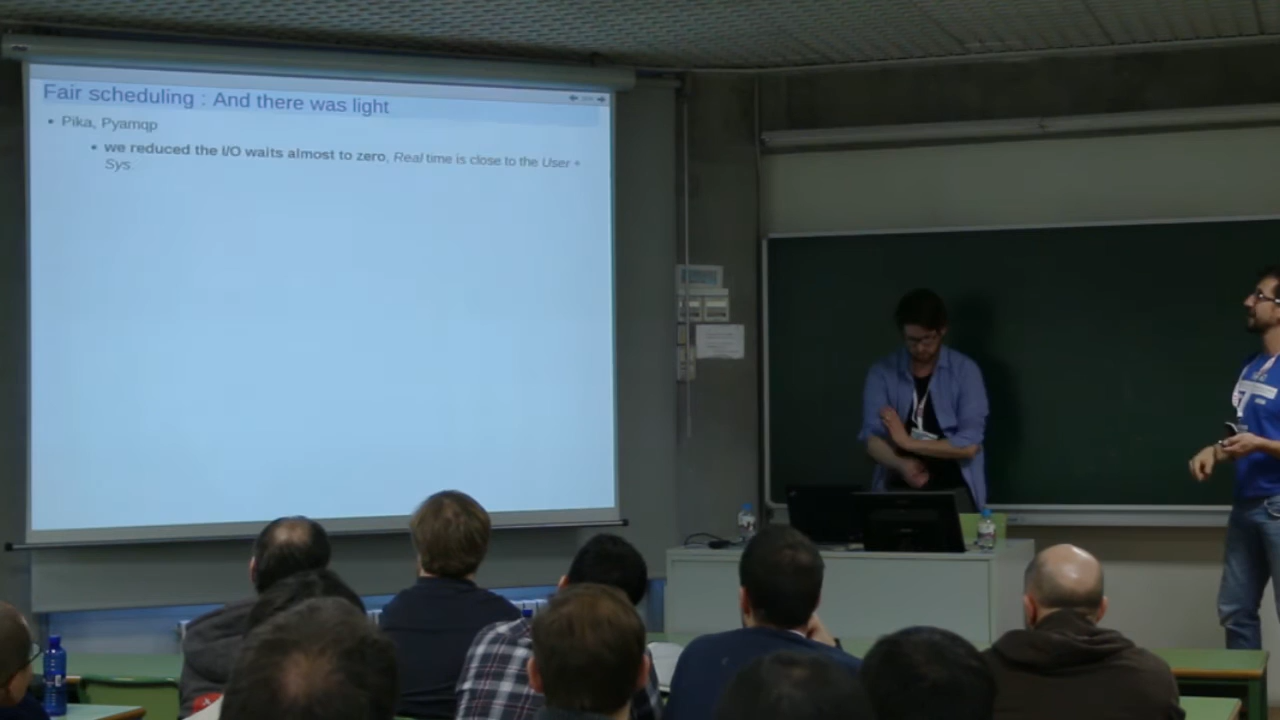 Fair scheduling : And there was light
• Pika, Pyamqp
• we reduced the I/O waits almost to zero, Real time is close to the User +
Sys.